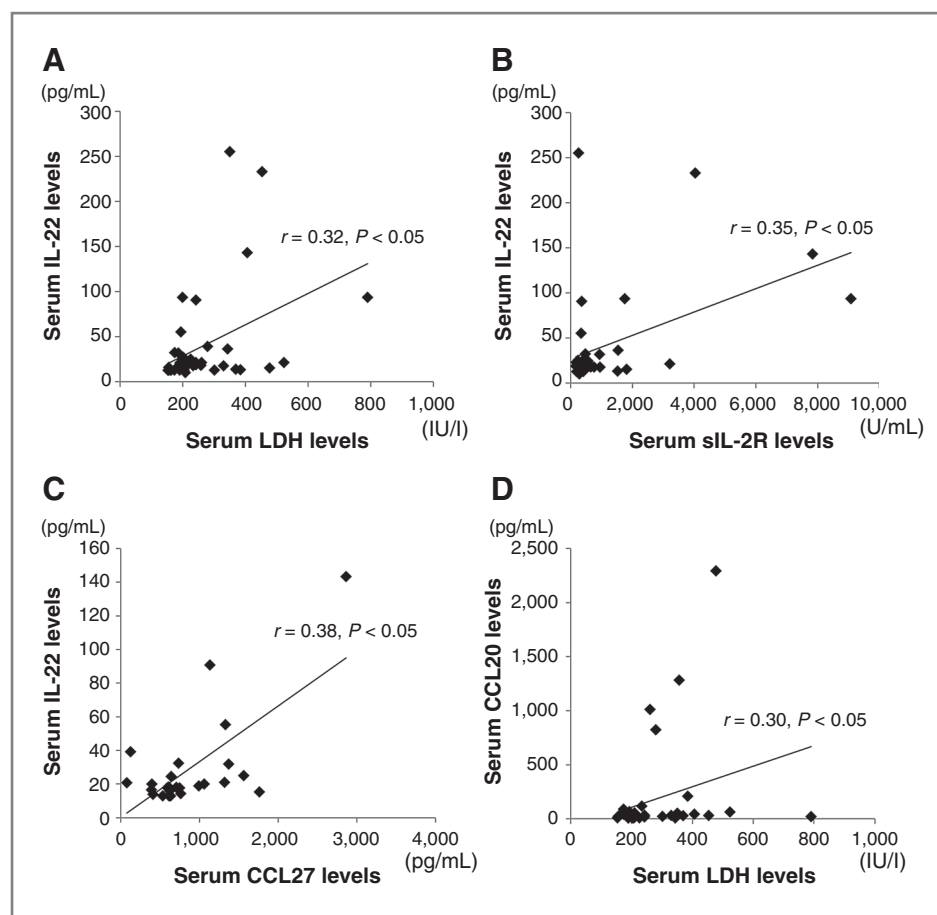 A
(pg/mL)
300
250
200
150
100
50
0
Serum IL-22 levels
r = 0.32, P < 0.05
0 200 400 600 800 1,000
(IU/l)
Serum LDH levels
B
(pg/mL)
300
250
200
150
100
50
0
Serum IL-22 levels
r = 0.35, P < 0.05
0 2,000 4,000 6,000 8,000 10,000
(U/mL)
Serum sIL-2R levels
C
(pg/mL)
160
140
120
100
80
60
40
20
0
Serum IL-22 levels
r = 0.38, P < 0.05
0 1,000 2,000 3,000 4,000
(pg/mL)
Serum CCL27 levels
D
(pg/mL)
2,500
2,000
1,500
1,000
500
0
Serum CCL20 levels
r = 0.30, P < 0.05
0 200 400 600 800 1,000
(IU/l)
Serum LDH levels